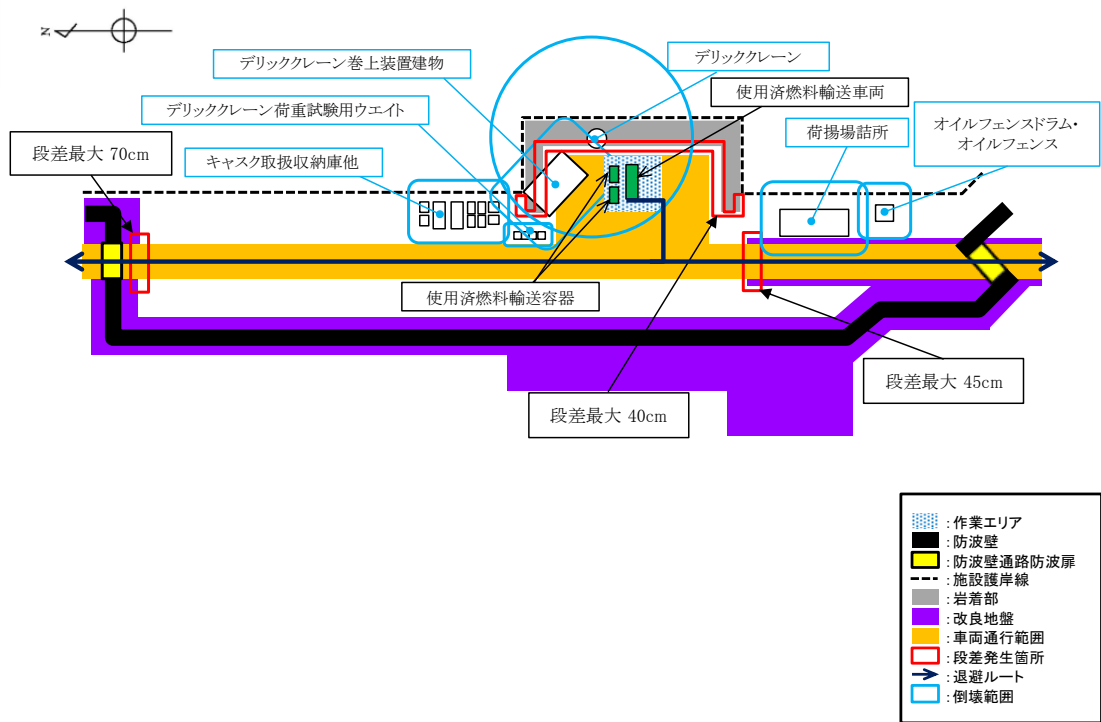 N
デリッククレーン
デリッククレーン巻上装置建物
使用済燃料輸送車両
デリッククレーン荷重試験用ウエイト
荷揚場詰所
オイルフェンスドラム・
オイルフェンス
段差最大 70cm
キャスク取扱収納庫他
使用済燃料輸送容器
段差最大 45cm
段差最大 40cm
:作業エリア
:防波壁
:防波壁通路防波扉
:施設護岸線
:岩着部
:改良地盤
:車両通行範囲
:段差発生箇所
:退避ルート
:倒壊範囲